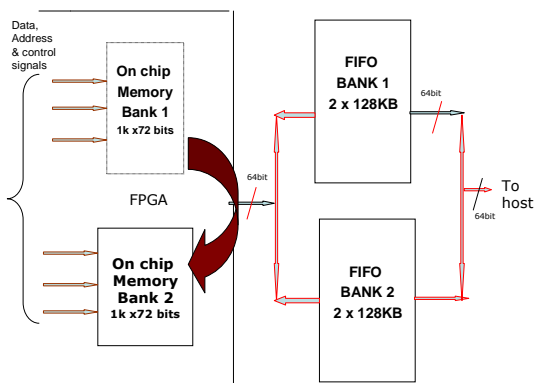 Data,
Address
& control
signals
On chip
Memory
Bank 1
1k x72 bits
FPGA
On chip
Memory
Bank 2
1k x72 bits
64bit
FIFO
BANK 1
2 x 128KB
64bit
64bit
To
host
FIFO
BANK 2
2 x 128KB